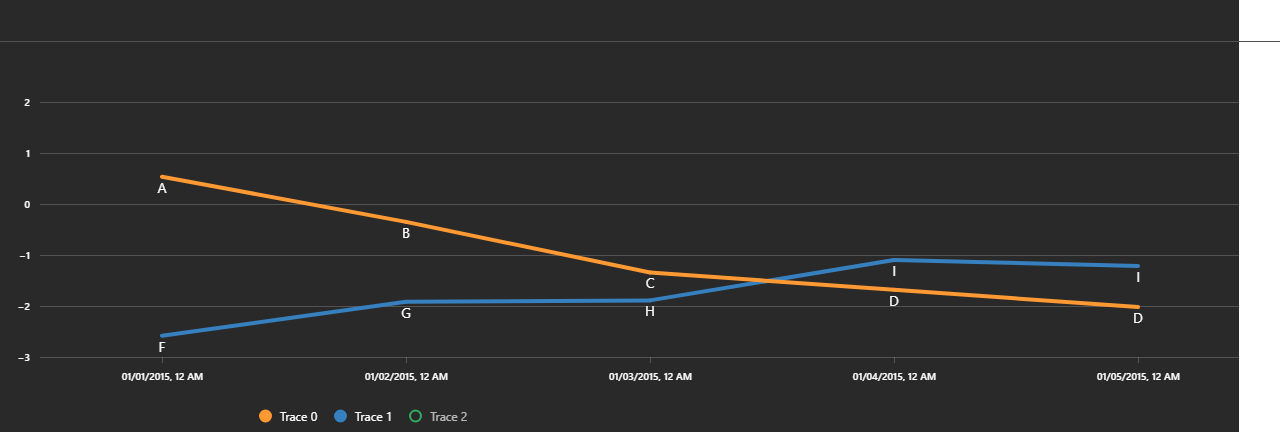 2
1
A
0
B
−1
C
I
I
D
−2
G
H
D
F
−3
01/01/2015, 12 AM 01/02/2015, 12 AM 01/03/2015, 12 AM 01/04/2015, 12 AM 01/05/2015, 12 AM
Trace 0 Trace 1 Trace 2